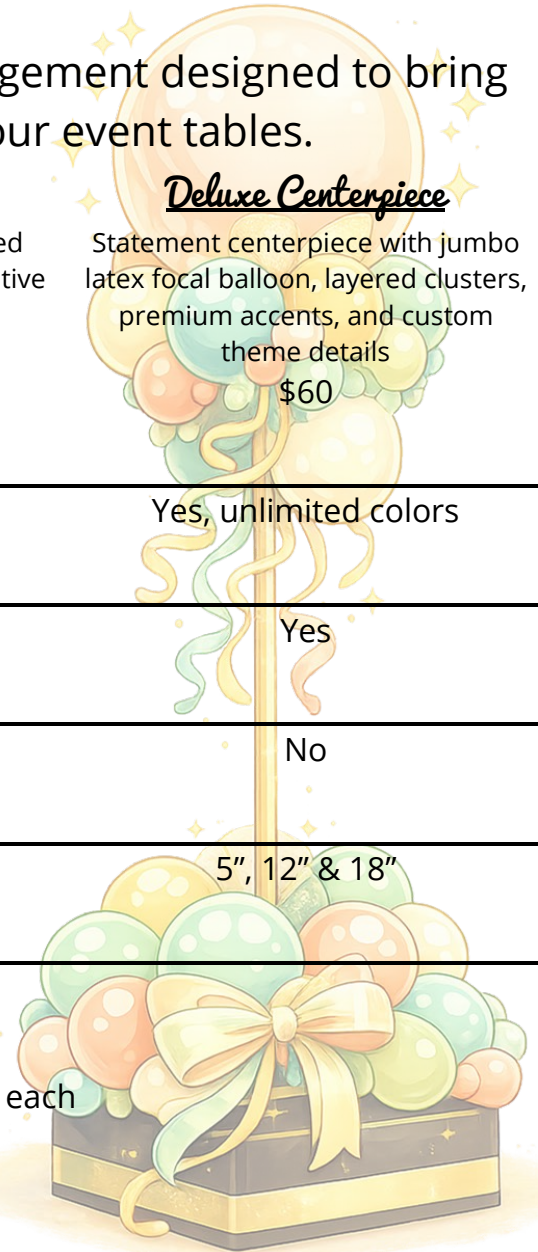 gement designed to bring
our event tables.
Deluxe Centerpiece
ed
tive
Statement centerpiece with jumbo
latex focal balloon, layered clusters,
premium accents, and custom
theme details
$60
Yes, unlimited colors
Yes
No
5”, 12” & 18”
each